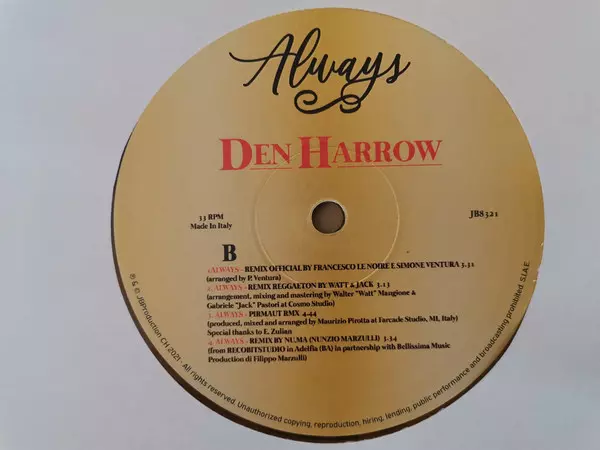 Always
DEN HARROW
33 RPM
Made In Italy
JB8321
B
1. ALWAYS - REMIX OFFICIAL BY FRANCESCO LE NOIRE E SIMONE VENTURA 3.31
(arranged by P. Ventura)
2. ALWAYS - REMIX REGGAETON BY WATT & JACK 3.13
(arrangement, mixing and mastering by Walter "Watt" Mangione &
Gabriele "Jack" Pastori at Cosmo Studio)
3. ALWAYS - PIRMAUT RMX 4.44
(produced, mixed and arranged by Maurizio Pirotta at Farcade Studio, MI, Italy)
Special thanks to E. Zulian
4. ALWAYS - REMIX BY NUMA (NUNZIO MARZULLI) 3.34
(from RECOBITSTUDIO in Adelfia (BA) in partnership with Bellissima Music
Produzione di Filippo Marzulli)
℗ & © JBProduction CH 2021 - All rights reserved. Unauthorized copying, reproduction, hiring, lending, public performance and broadcasting prohibited. S.I.A.E.